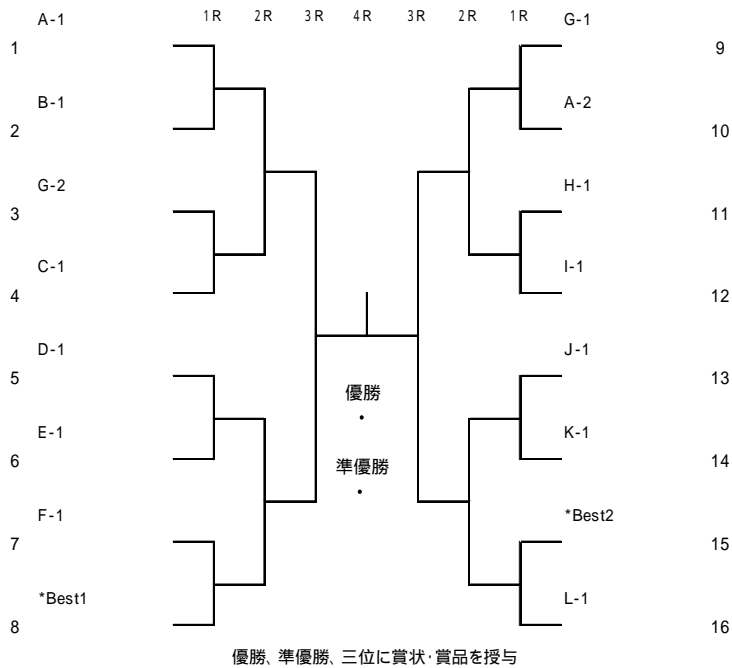 A-1 1R 2R 3R 4R 3R 2R 1R G-1
1 9
B-1 A-2
2 10
G-2 H-1
3 11
C-1 I-1
4 12
D-1 J-1
5 13
優勝
・
E-1 K-1
6 14
準優勝
・
F-1 *Best2
7 15
*Best1 L-1
8 16
優勝、準優勝、三位に賞状・賞品を授与